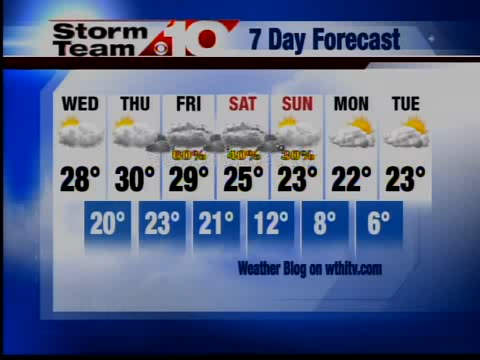 Storm Team 10 7 Day Forecast
WED THU FRI SAT SUN MON TUE
60% 40% 30%
28° 30° 29° 25° 23° 22° 23°
20° 23° 21° 12° 8° 6°
Weather Blog on wthitv.com